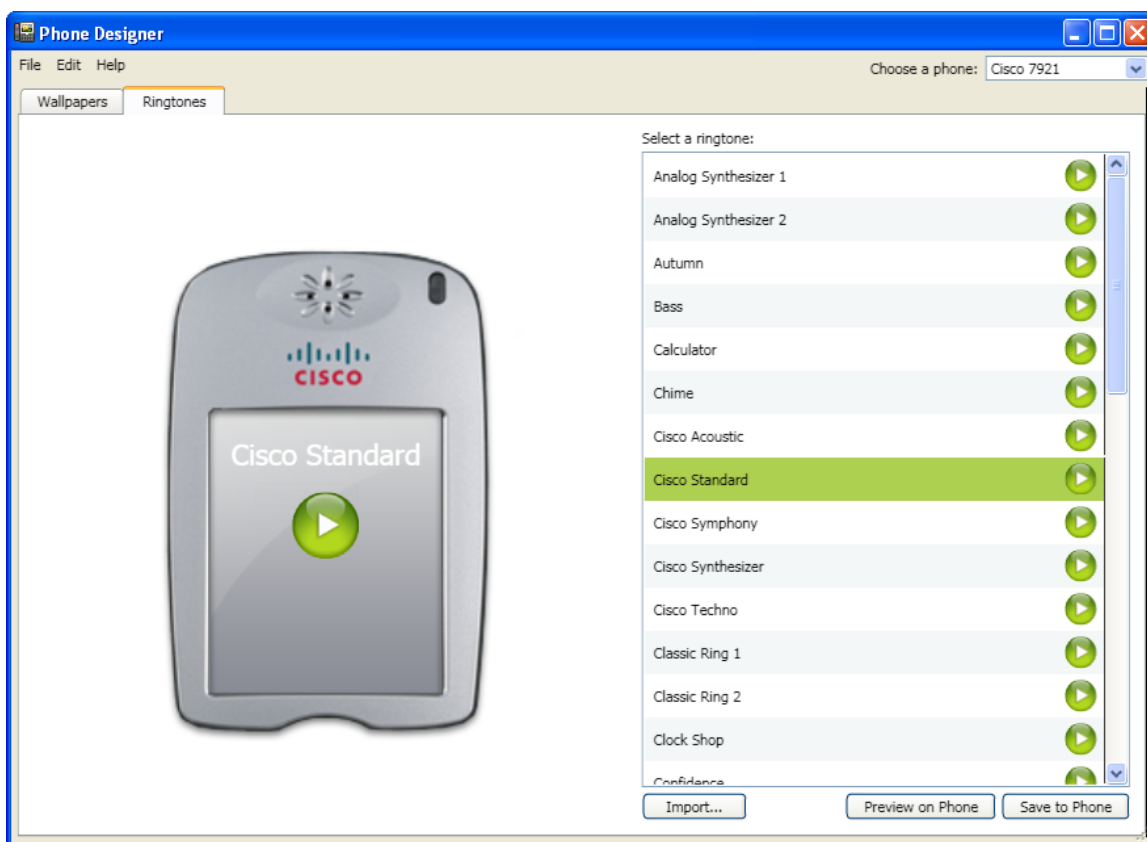 Phone Designer
File Edit Help
Choose a phone: Cisco 7921
Wallpapers Ringtones
Select a ringtone:
Analog Synthesizer 1
Analog Synthesizer 2
Autumn
Bass
Calculator
Chime
Cisco Acoustic
Cisco Standard
Cisco Symphony
Cisco Synthesizer
Cisco Techno
Classic Ring 1
Classic Ring 2
Clock Shop
Confidence
CISCO
Cisco Standard
Import... Preview on Phone Save to Phone